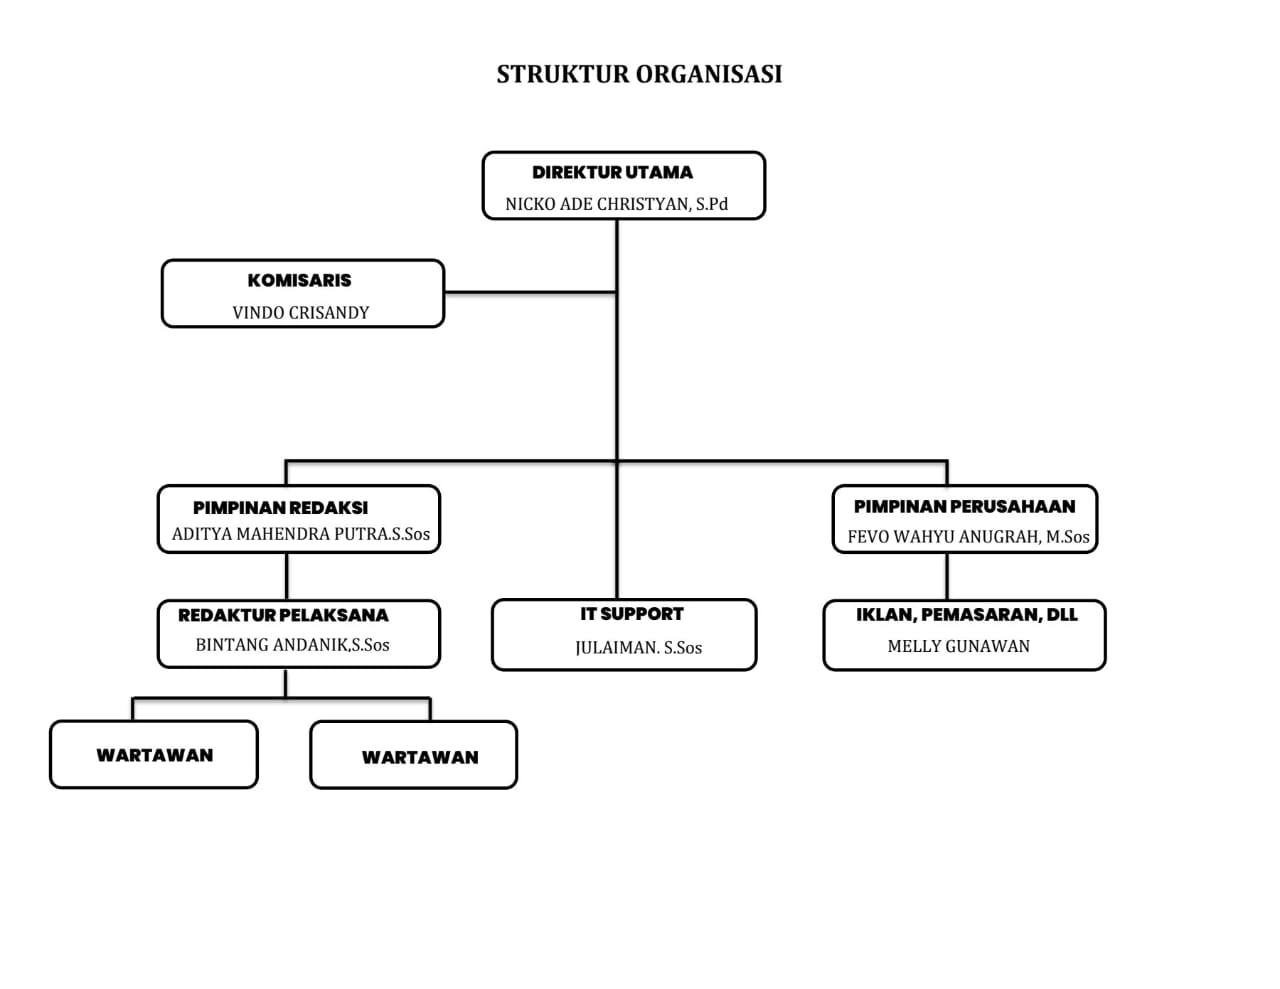 STRUKTUR ORGANISASI
DIREKTUR UTAMA
NICKO ADE CHRISTYAN, S.Pd
KOMISARIS
VINDO CRISANDY
PIMPINAN REDAKSI
ADITYA MAHENDRA PUTRA.S.Sos
PIMPINAN PERUSAHAAN
FEVO WAHYU ANUGRAH, M.Sos
REDAKTUR PELAKSANA
BINTANG ANDANIK,S.Sos
IT SUPPORT
JULAIMAN. S.Sos
IKLAN, PEMASARAN, DLL
MELLY GUNAWAN
WARTAWAN
WARTAWAN